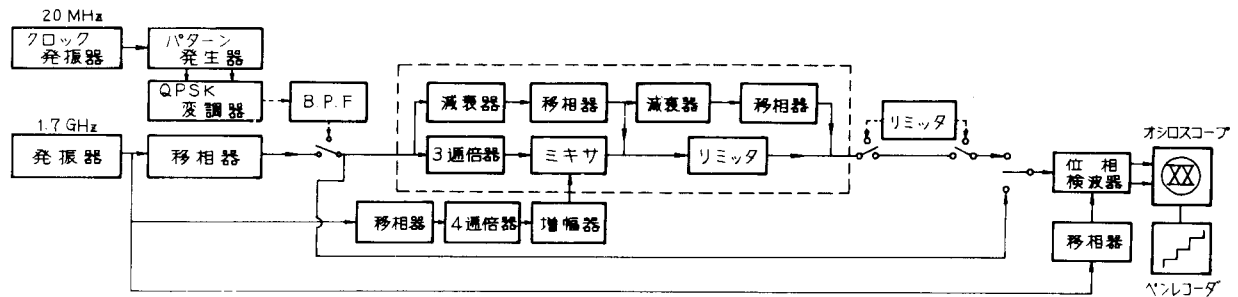 20 MHz
クロック
発振器
パターン
発生器
QPSK
変調器
B.P.F
1.7 GHz
発振器
移相器
減衰器
移相器
減衰器
移相器
3逓倍器
ミキサ
リミッタ
リミッタ
移相器
4逓倍器
増幅器
オシロスコープ
位相
検波器
移相器
ペンレコーダ